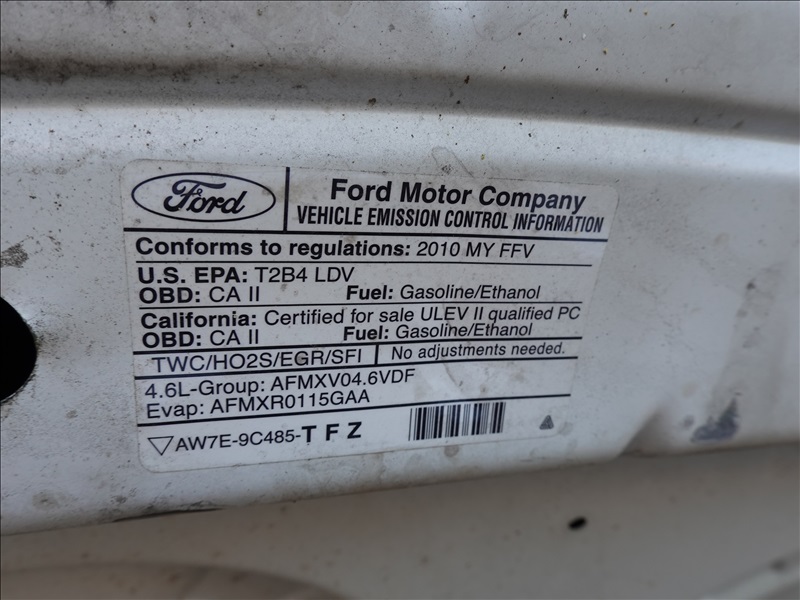 Ford
Ford Motor Company
VEHICLE EMISSION CONTROL INFORMATION
Conforms to regulations: 2010 MY FFV
U.S. EPA: T2B4 LDV
OBD: CA II Fuel: Gasoline/Ethanol
California: Certified for sale ULEV II qualified PC
OBD: CA II Fuel: Gasoline/Ethanol
TWC/HO2S/EGR/SFI No adjustments needed.
4.6L-Group: AFMXV04.6VDF
Evap: AFMXR0115GAA
AW7E-9C485-TFZ